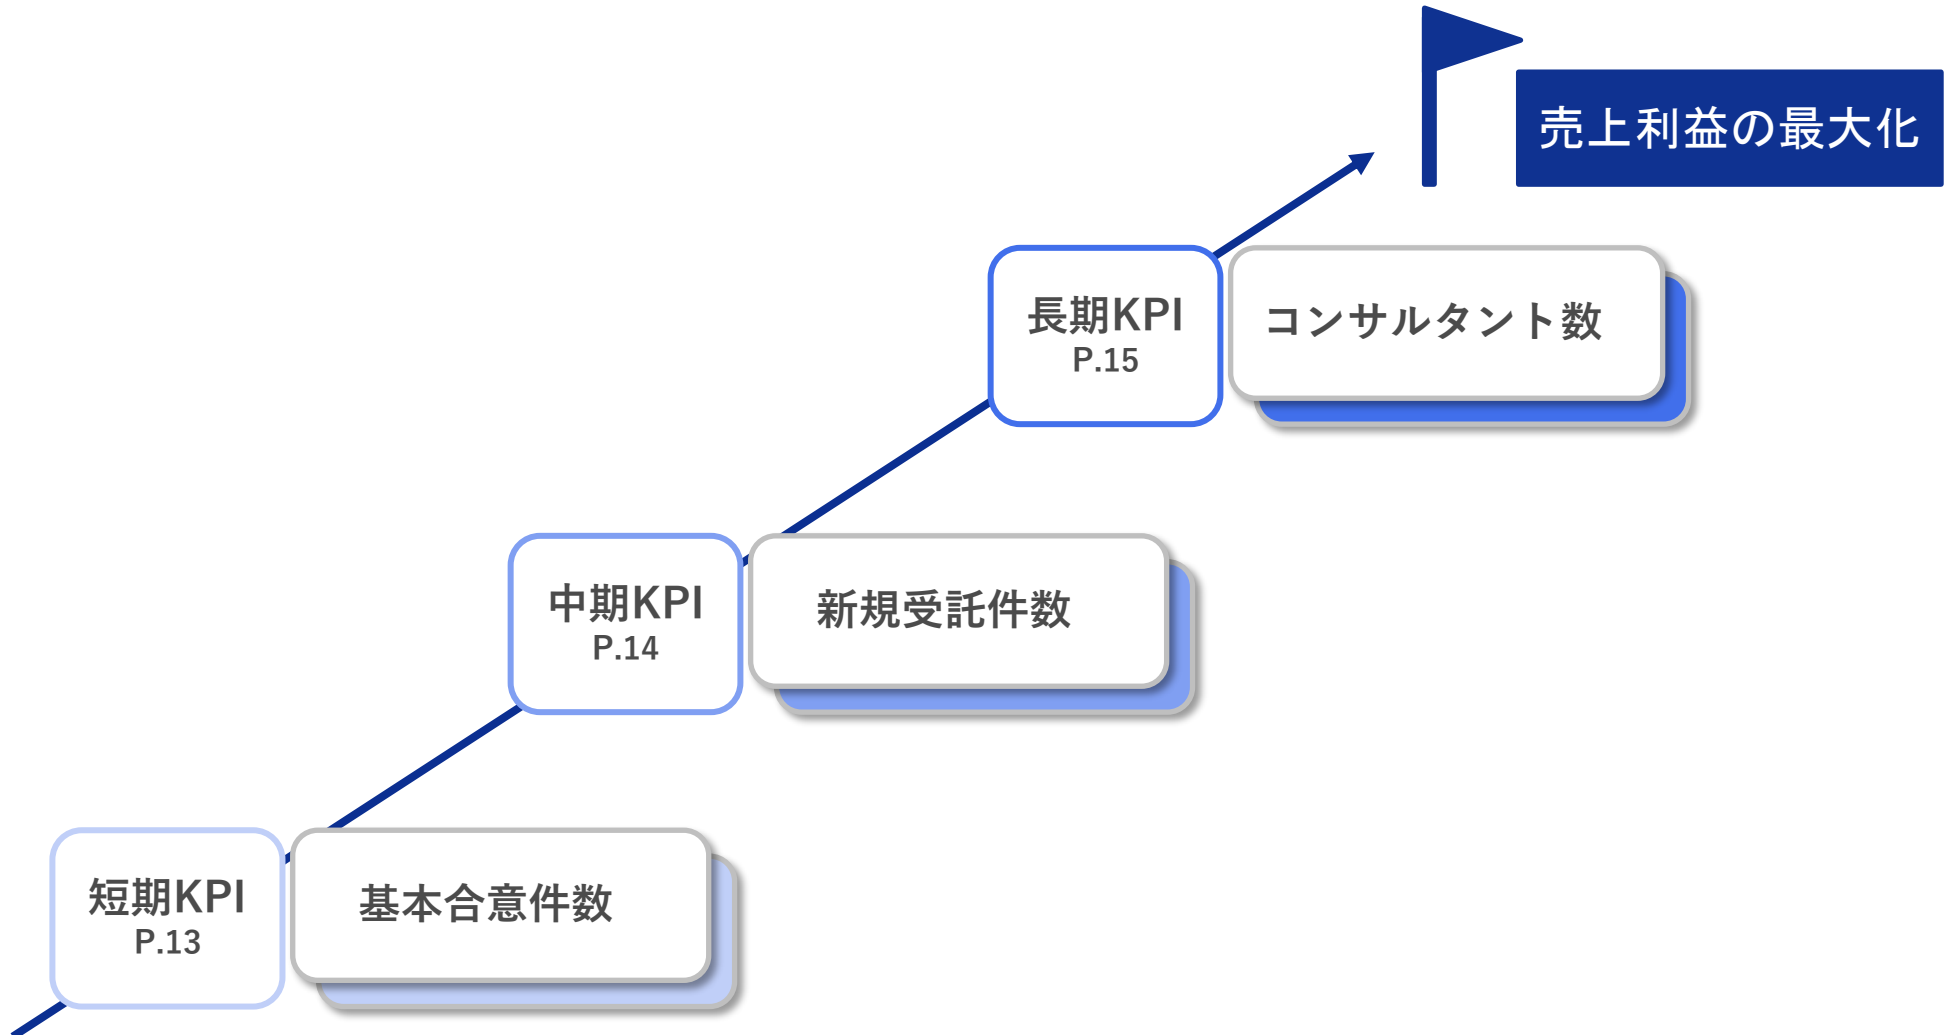 売上利益の最大化
長期KPI
P.15
コンサルタント数
中期KPI
P.14
新規受託件数
短期KPI
P.13
基本合意件数